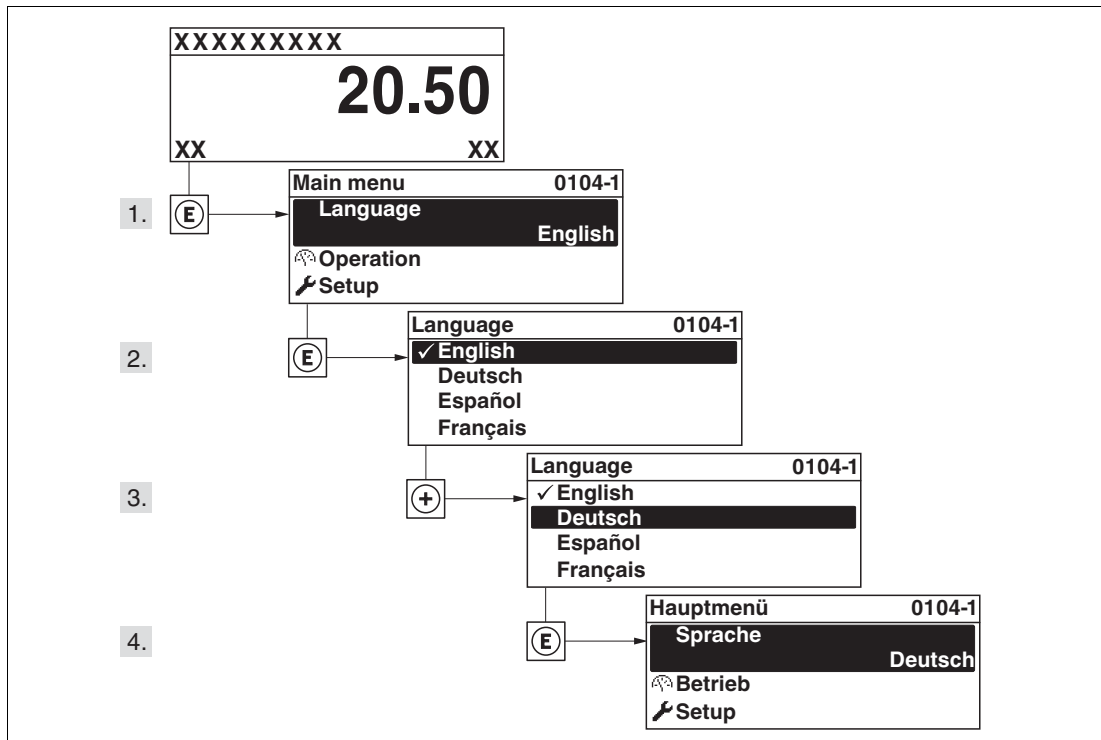 XXXXXXXXX
20.50
XX XX
1. E
Main menu 0104-1
Language
English
Operation
Setup
2. E
Language 0104-1
✓ English
Deutsch
Español
Français
3. +
Language 0104-1
✓ English
Deutsch
Español
Français
4. E
Hauptmenü 0104-1
Sprache
Deutsch
Betrieb
Setup